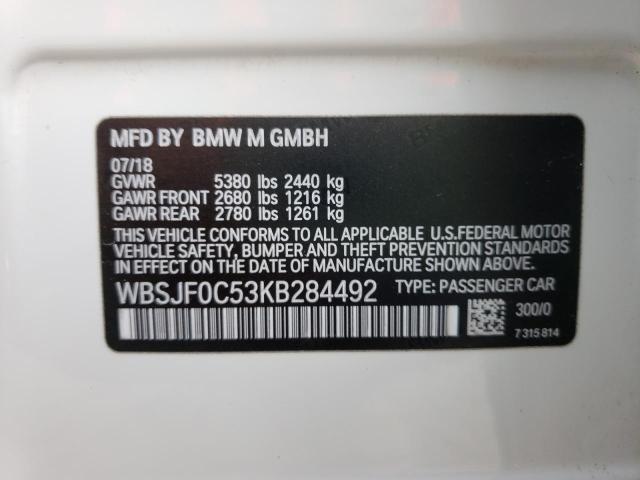 MFD BY BMW M GMBH
07/18
GVWR 5380 lbs 2440 kg
GAWR FRONT 2680 lbs 1216 kg
GAWR REAR 2780 lbs 1261 kg
THIS VEHICLE CONFORMS TO ALL APPLICABLE U.S.FEDERAL MOTOR
VEHICLE SAFETY, BUMPER AND THEFT PREVENTION STANDARDS
IN EFFECT ON THE DATE OF MANUFACTURE SHOWN ABOVE.
WBSJF0C53KB284492 TYPE: PASSENGER CAR
300/0
7 315 814